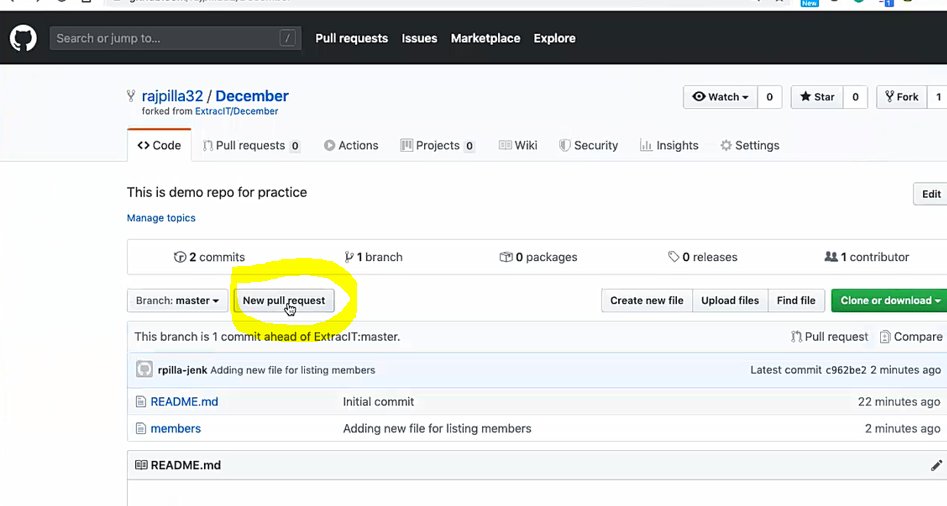 New
1
Search or jump to... /
Pull requests Issues Marketplace Explore
rajpilla32 / December
Watch 0 Star 0 Fork 1
forked from ExtracIT/December
Code Pull requests 0 Actions Projects 0 Wiki Security Insights Settings
This is demo repo for practice
Edit
Manage topics
2 commits 1 branch 0 packages 0 releases 1 contributor
Branch: master New pull request Create new file Upload files Find file Clone or download
This branch is 1 commit ahead of ExtracIT:master. Pull request Compare
rpilla-jenk Adding new file for listing members Latest commit c962be2 2 minutes ago
README.md Initial commit 22 minutes ago
members Adding new file for listing members 2 minutes ago
README.md